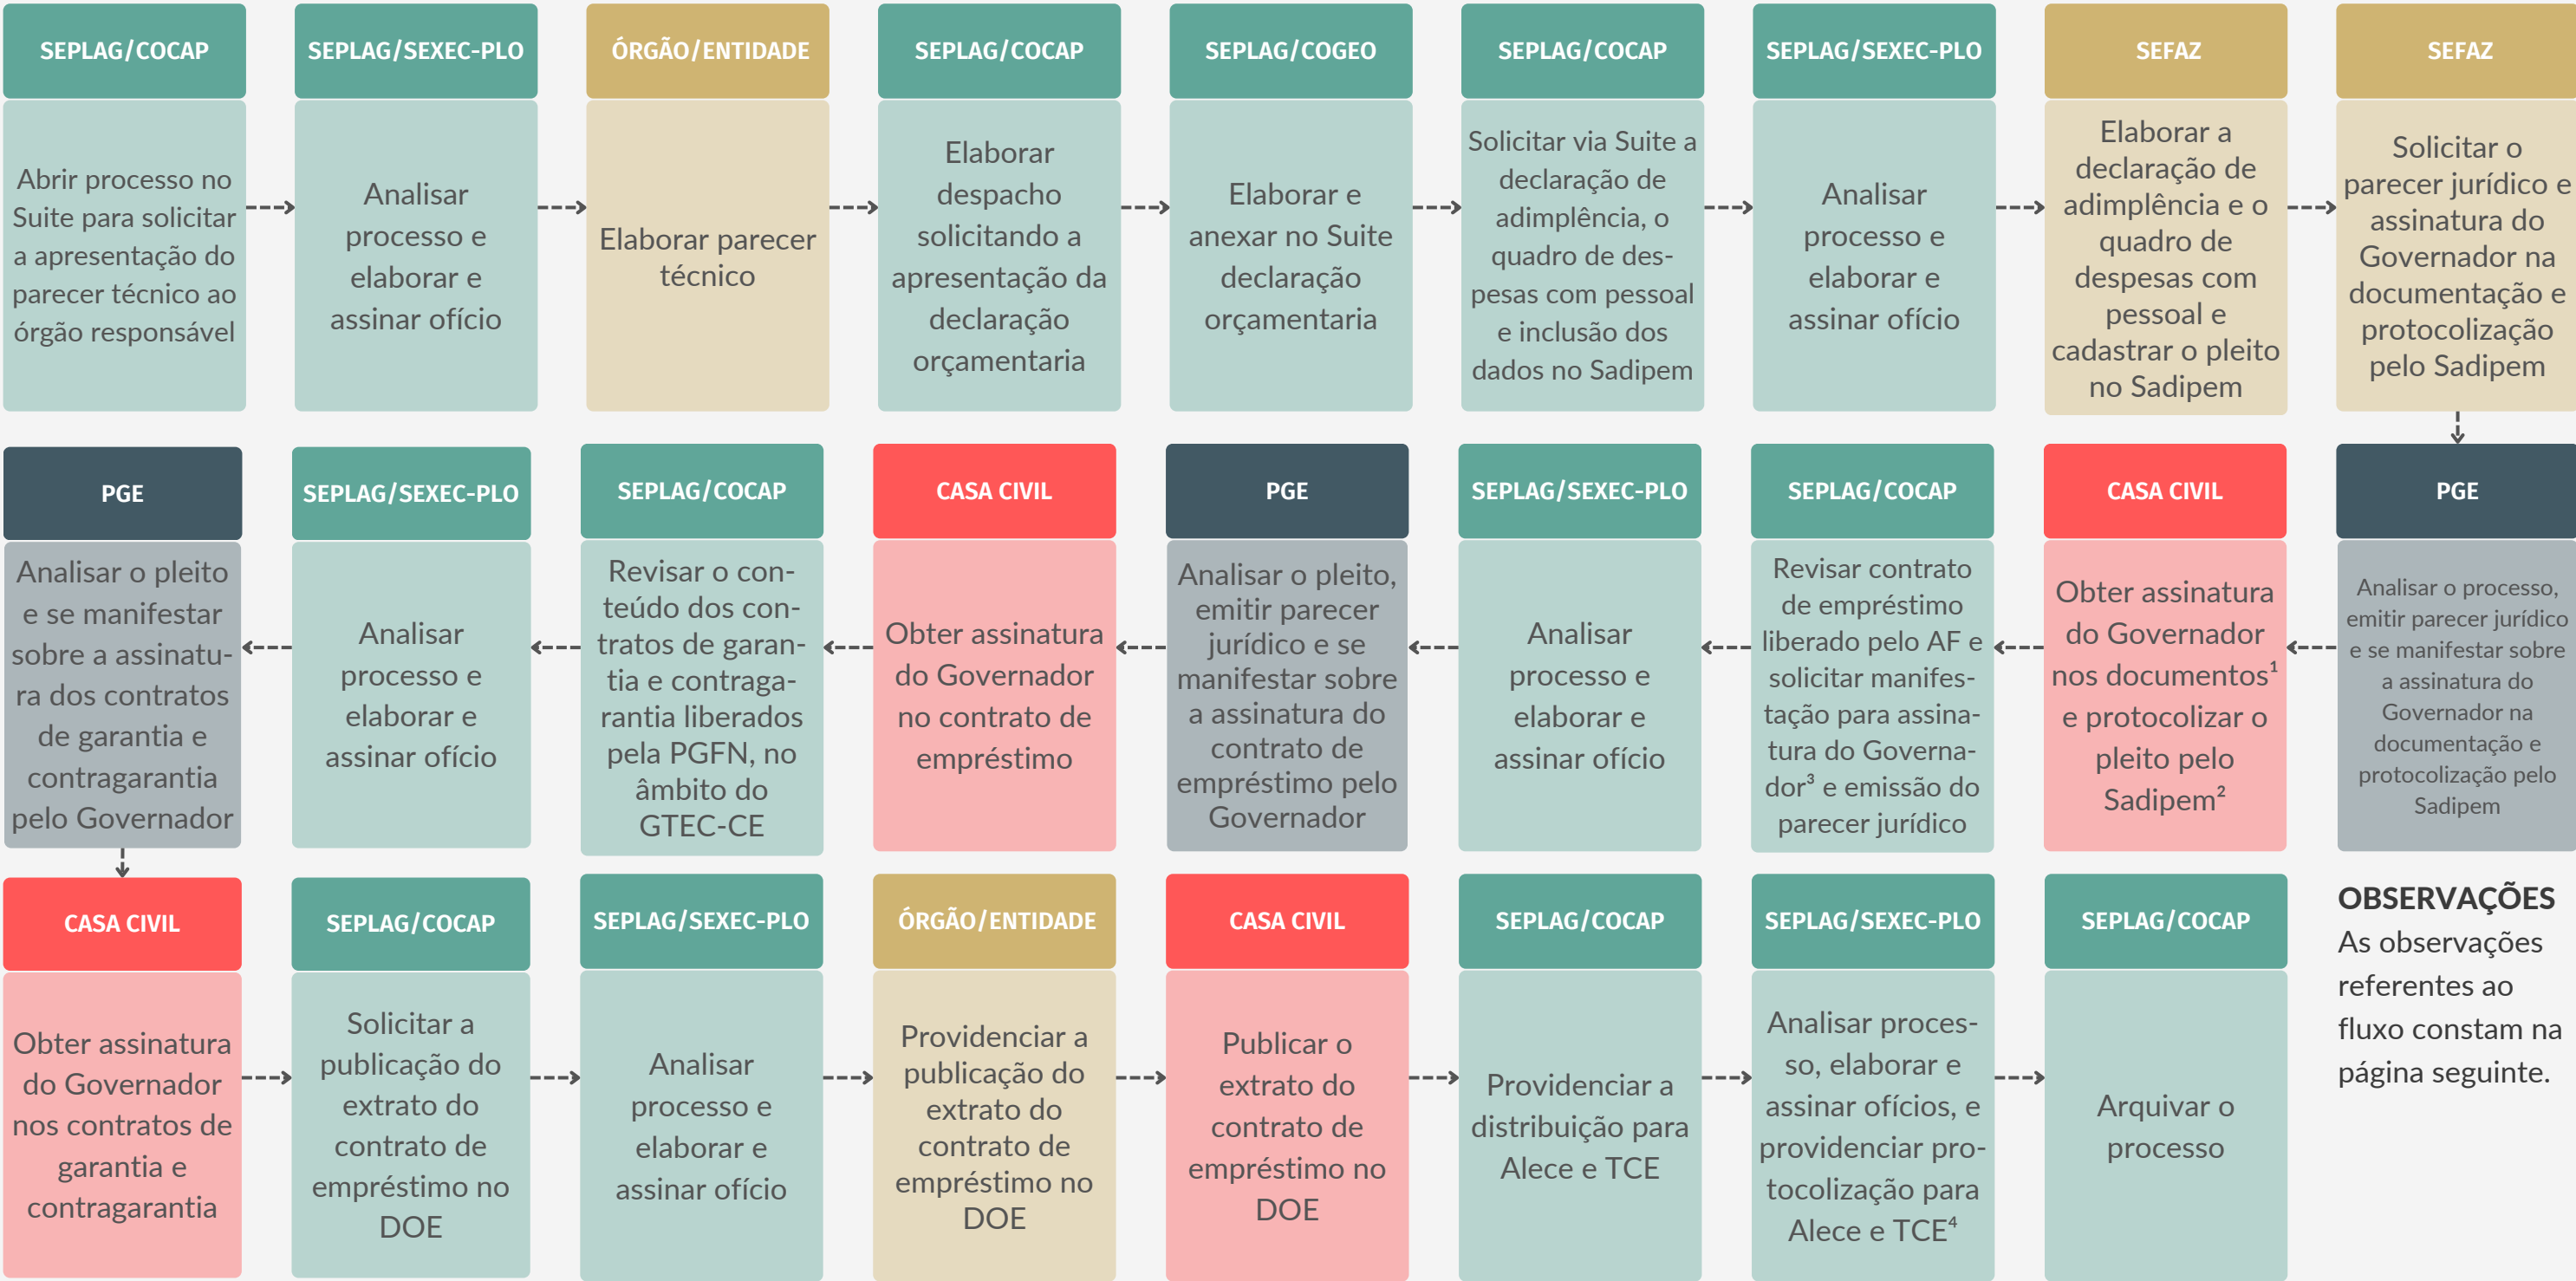 SEPLAG/COCAP
Abrir processo no
Suite para solicitar
a apresentação do
parecer técnico ao
órgão responsável
SEPLAG/SEXEC-PLO
Analisar
processo e
elaborar e
assinar ofício
ÓRGÃO/ENTIDADE
Elaborar parecer
técnico
SEPLAG/COCAP
Elaborar
despacho
solicitando a
apresentação da
declaração
orçamentaria
SEPLAG/COGEO
Elaborar e
anexar no Suite
declaração
orçamentaria
SEPLAG/COCAP
Solicitar via Suite a
declaração de
adimplência, o
quadro de des-
pesas com pessoal
e inclusão dos
dados no Sadipem
SEPLAG/SEXEC-PLO
Analisar
processo e
elaborar e
assinar ofício
SEFAZ
Elaborar a
declaração de
adimplência e o
quadro de
despesas com
pessoal e
cadastrar o pleito
no Sadipem
SEFAZ
Solicitar o
parecer jurídico e
assinatura do
Governador na
documentação e
protocolização
pelo Sadipem
PGE
Analisar o processo,
emitir parecer jurídico
e se manifestar sobre
a assinatura do
Governador na
documentação e
protocolização pelo
Sadipem
CASA CIVIL
Obter assinatura
do Governador
nos documentos¹
e protocolizar o
pleito pelo
Sadipem²
SEPLAG/COCAP
Revisar contrato
de empréstimo
liberado pelo AF e
solicitar manifes-
tação para assina-
tura do Governa-
dor³ e emissão do
parecer jurídico
SEPLAG/SEXEC-PLO
Analisar
processo e
elaborar e
assinar ofício
PGE
Analisar o pleito,
emitir parecer
jurídico e se
manifestar sobre
a assinatura do
contrato de
empréstimo pelo
Governador
CASA CIVIL
Obter assinatura
do Governador
no contrato de
empréstimo
SEPLAG/COCAP
Revisar o con-
teúdo dos con-
tratos de garan-
tia e contraga-
rantia liberados
pela PGFN, no
âmbito do
GTEC-CE
SEPLAG/SEXEC-PLO
Analisar
processo e
elaborar e
assinar ofício
PGE
Analisar o pleito
e se manifestar
sobre a assinatu-
ra dos contratos
de garantia e
contragarantia
pelo Governador
CASA CIVIL
Obter assinatura
do Governador
nos contratos de
garantia e
contragarantia
SEPLAG/COCAP
Solicitar a
publicação do
extrato do
contrato de
empréstimo no
DOE
SEPLAG/SEXEC-PLO
Analisar
processo e
elaborar e
assinar ofício
ÓRGÃO/ENTIDADE
Providenciar a
publicação do
extrato do
contrato de
empréstimo no
DOE
CASA CIVIL
Publicar o
extrato do
contrato de
empréstimo no
DOE
SEPLAG/COCAP
Providenciar a
distribuição para
Alece e TCE
SEPLAG/SEXEC-PLO
Analisar proces-
so, elaborar e
assinar ofícios, e
providenciar pro-
tocolização para
Alece e TCE⁴
SEPLAG/COCAP
Arquivar o
processo
OBSERVAÇÕES
As observações
referentes ao
fluxo constam na
página seguinte.